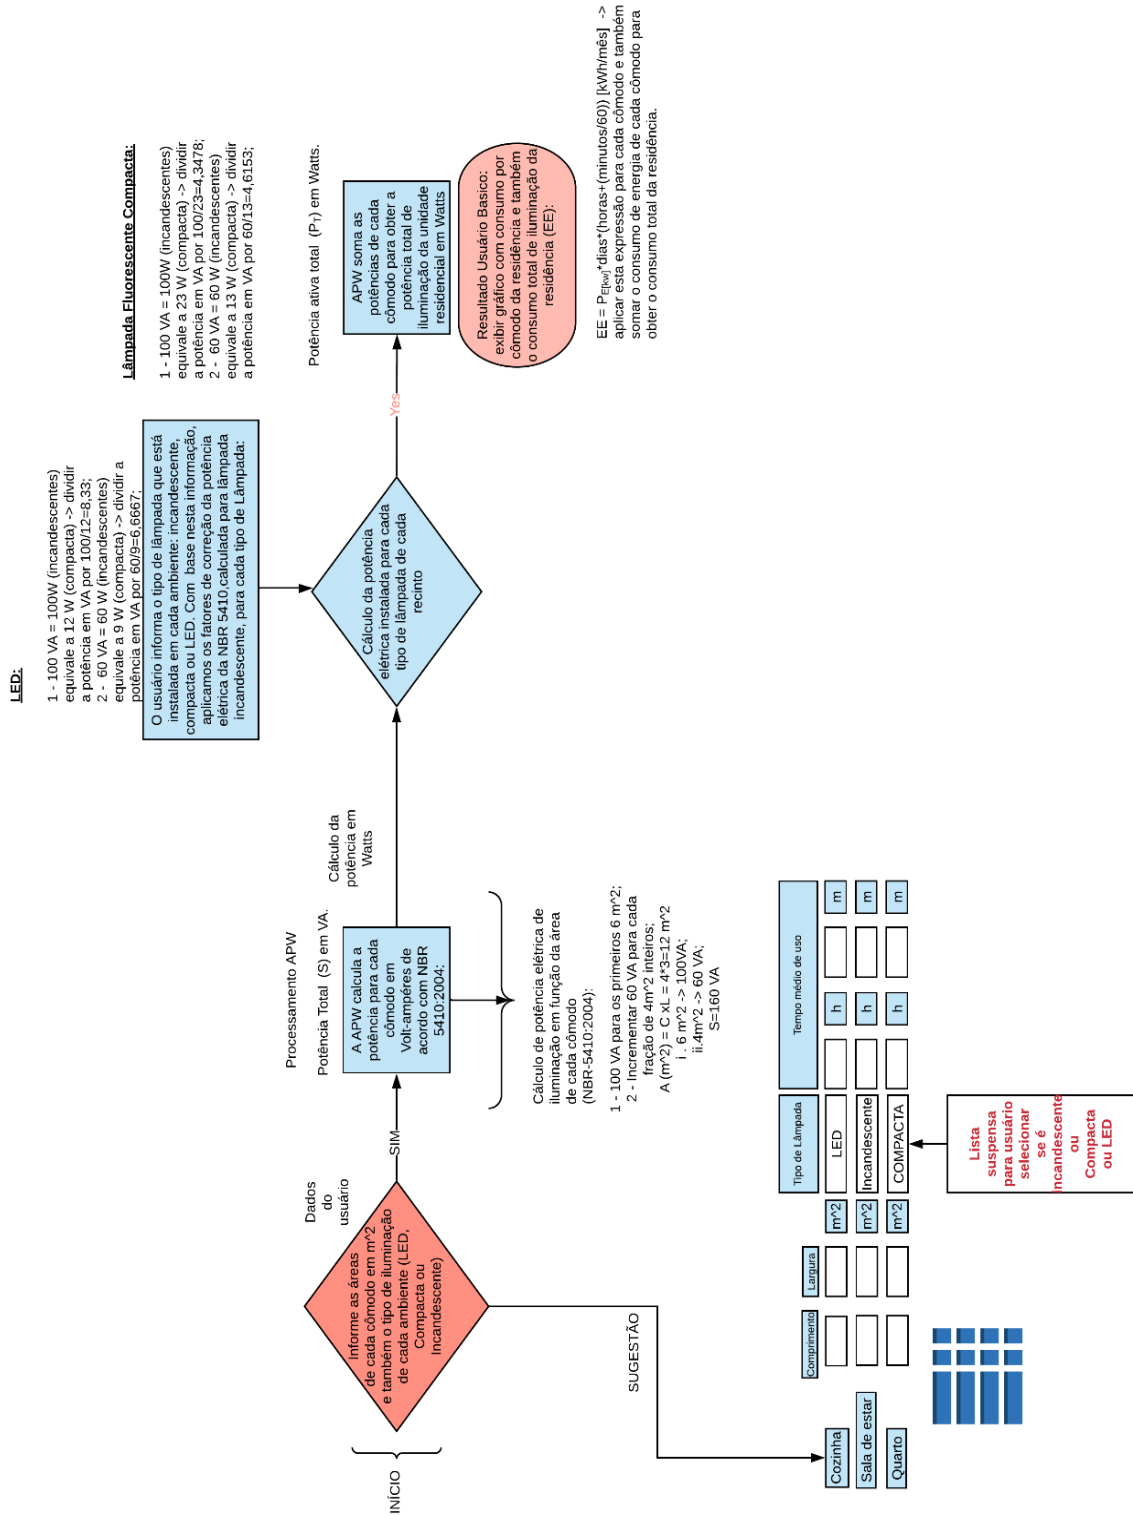 LED:
1 - 100 VA = 100W (incandescentes)
equivale a 12 W (compacta) -> dividir
a potência em VA por 100/12=8,33;
2 -  60 VA = 60 W (incandescentes)
equivale a 9 W (compacta) -> dividir a
potência em VA por 60/9=6,6667;
Lâmpada Fluorescente Compacta:
1 - 100 VA = 100W (incandescentes)
equivale a 23 W (compacta) -> dividir
a potência em VA por 100/23=4,3478;
2 -  60 VA = 60 W (incandescentes)
equivale a 13 W (compacta) -> dividir
a potência em VA por 60/13=4,6153;
O usuário informa o tipo de lâmpada que está
instalada em cada ambiente: incandescente,
compacta ou LED. Com  base nesta informação,
aplicamos os fatores de correção da potência
elétrica da NBR 5410,calculada para lâmpada
incandescente, para cada tipo de Lâmpada:
INÍCIO
Informe as áreas
de cada cômodo em m^2
e também o tipo de iluminação
de cada ambiente (LED,
Compacta ou
Incandescente)
Dados
do
usuário
SIM
Processamento APW
Potência Total  (S) em VA.
A APW calcula a
potência para cada
cômodo em
Volt-ampéres de
acordo com NBR
5410:2004:
Cálculo da
potência em
Watts
Cálculo da potência
elétrica instalada para cada
tipo de lâmpada de cada
recinto
Yes
Potência ativa total  (PT) em Watts.
APW soma as
potências de cada
cômodo para obter a
potência total de
iluminação da unidade
residencial em Watts
Resultado Usuário Basico:
exibir gráfico com consumo por
cômodo da residência e também
o consumo total de iluminação da
residência (EE):
EE = PE[kw]*dias*(horas+(minutos/60)) [kWh/mês]  ->
aplicar esta expressão para cada cômodo e também
somar o consumo de energia de cada cômodo para
obter o consumo total da residência.
Cálculo de potência elétrica de
iluminação em função da área
de cada cômodo
(NBR-5410:2004):
1 - 100 VA para os primeiros 6 m^2;
2 - Incrementar 60 VA para cada
fração de 4m^2 inteiros;
A (m^2) = C xL = 4*3=12 m^2
i . 6 m^2 -> 100VA;
ii.4m^2 -> 60 VA;
S=160 VA
SUGESTÃO
Comprimento
Largura
Tipo de Lâmpada
Tempo médio de uso
Cozinha
m^2
LED
h
m
Sala de estar
m^2
Incandescente
h
m
Quarto
m^2
COMPACTA
h
m
Lista
suspensa
para usuário
selecionar
se é
incandescente
ou
Compacta
ou LED